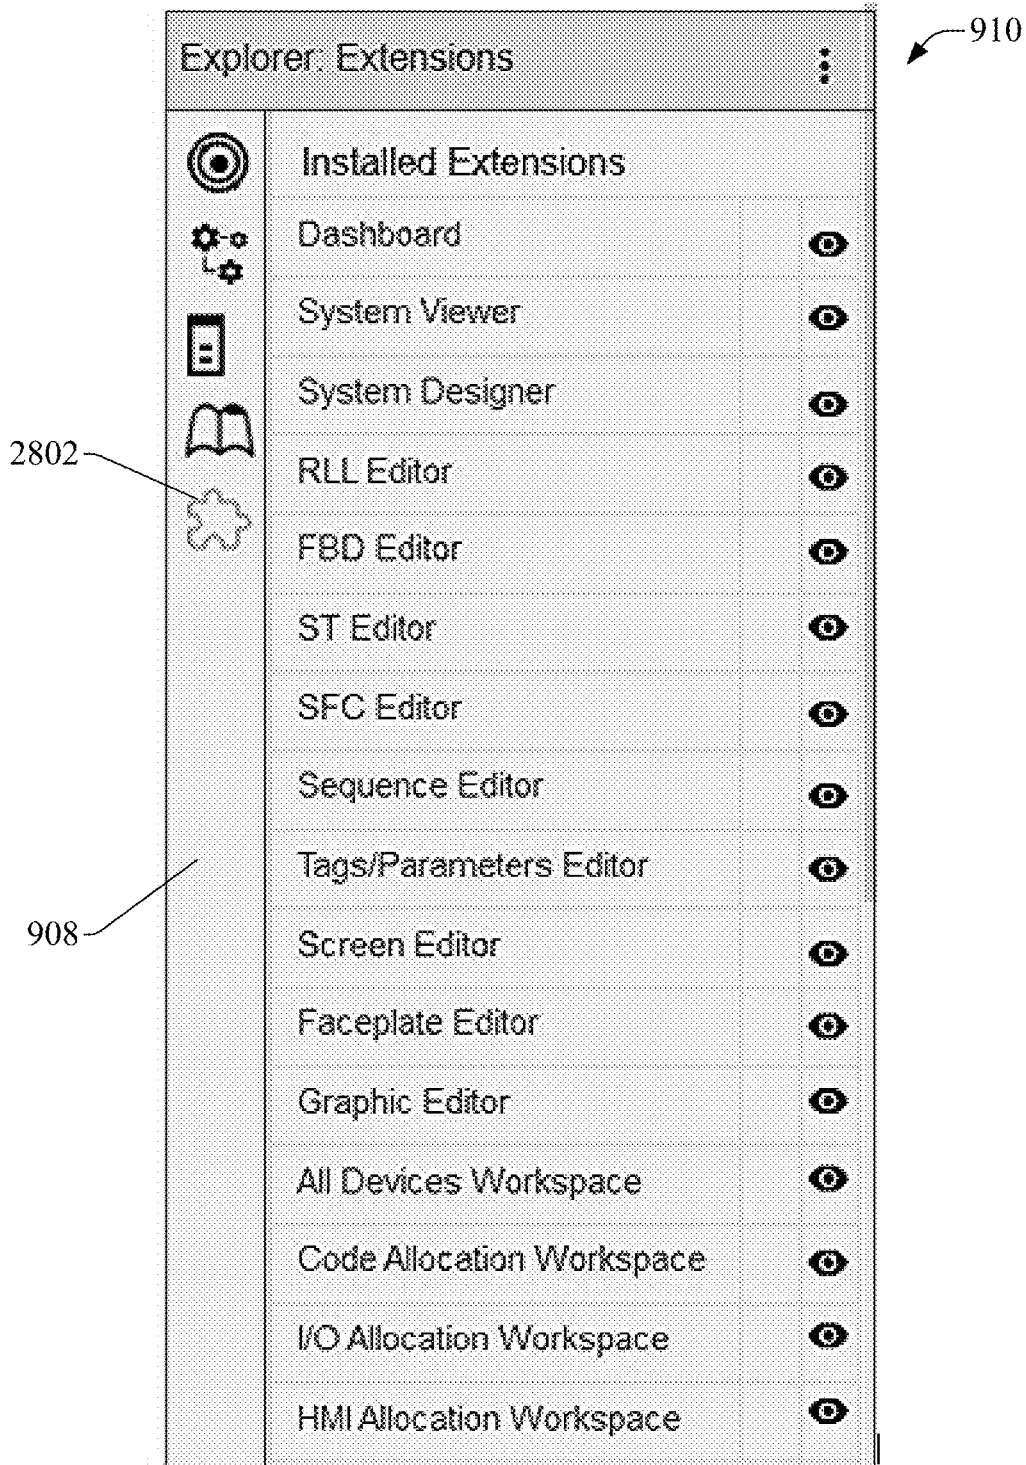 910
Explorer: Extensions
Installed Extensions
Dashboard
System Viewer
System Designer
2802
RLL Editor
FBD Editor
ST Editor
SFC Editor
Sequence Editor
Tags/Parameters Editor
908
Screen Editor
Faceplate Editor
Graphic Editor
All Devices Workspace
Code Allocation Workspace
I/O Allocation Workspace
HMI Allocation Workspace